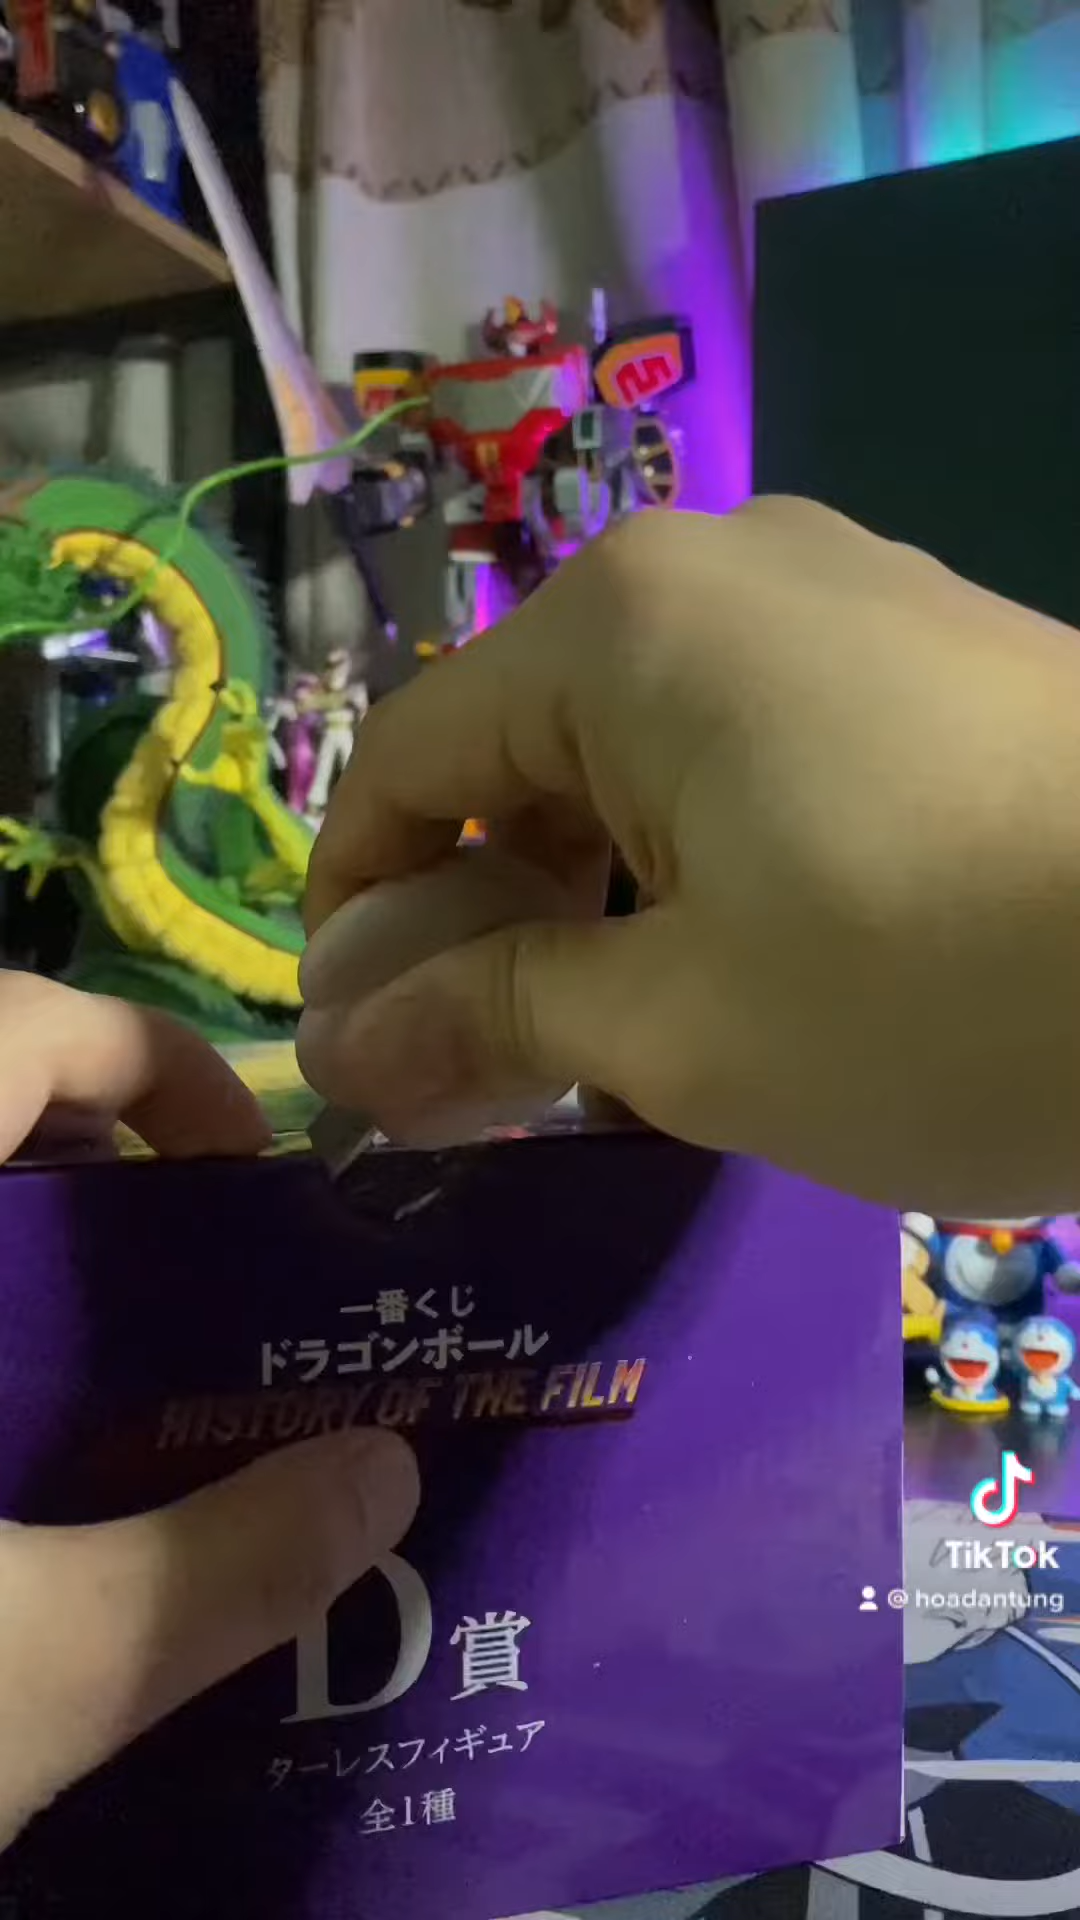 一番くじ
ドラゴンボール
HISTORY OF THE FILM
賞
ターレスフィギュア
全1種
TikTok
@hoadantung